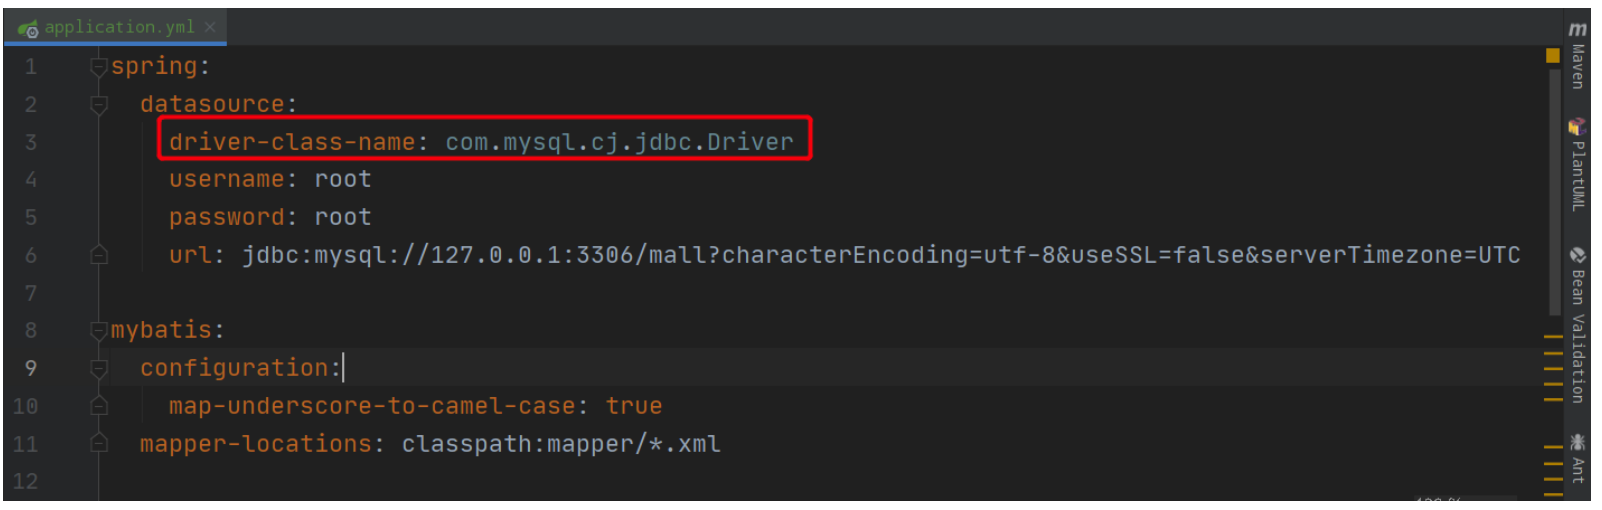 application.yml
1 spring:
2 datasource:
3 driver-class-name: com.mysql.cj.jdbc.Driver
4 username: root
5 password: root
6 url: jdbc:mysql://127.0.0.1:3306/mall?characterEncoding=utf-8&useSSL=false&serverTimezone=UTC
7
8 mybatis:
9 configuration:
10 map-underscore-to-camel-case: true
11 mapper-locations: classpath:mapper/*.xml
12
m
Maven
PlantUML
Bean Validation
Ant